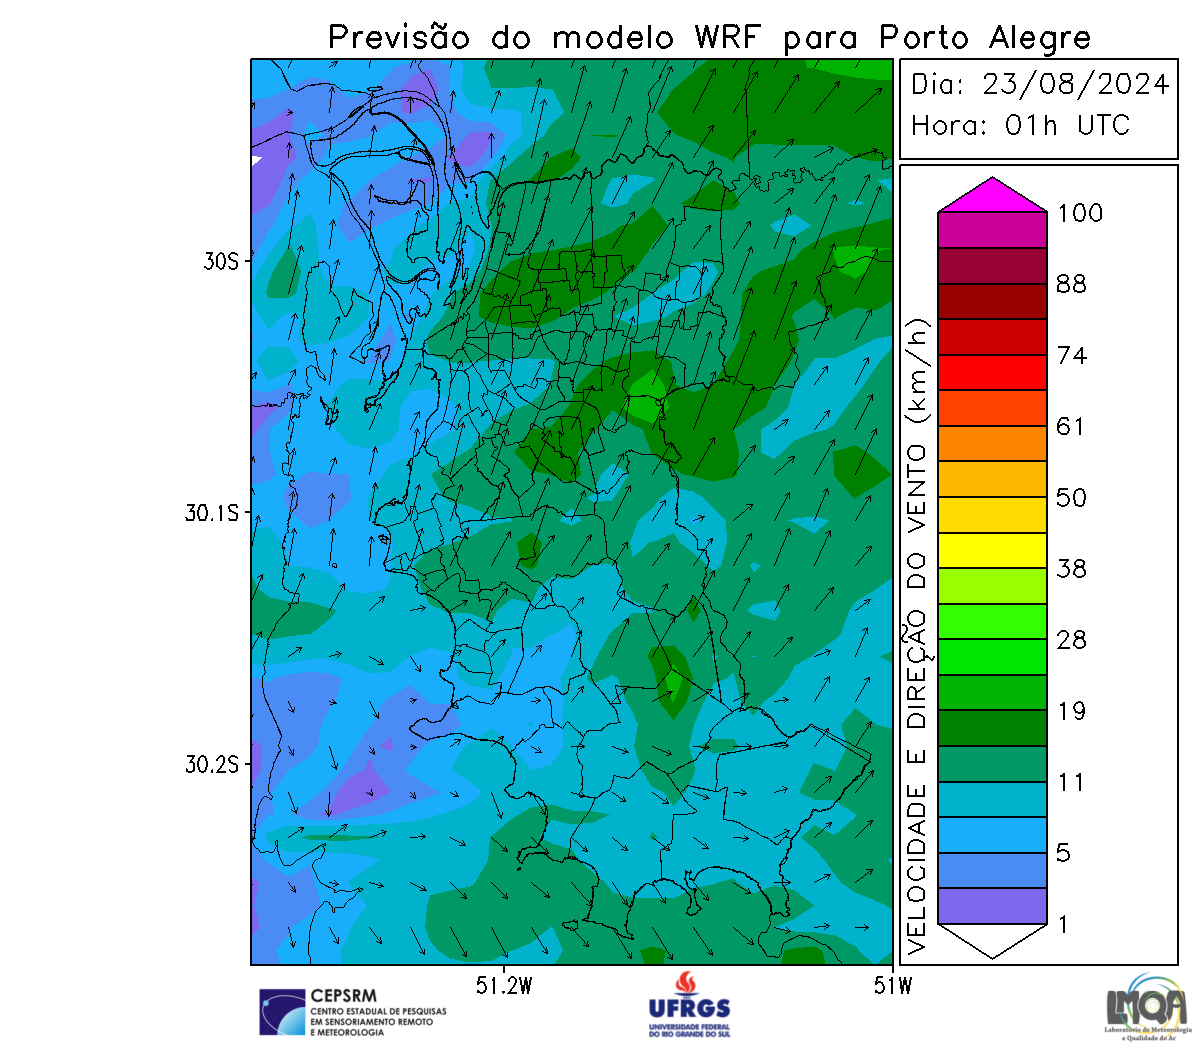 Previsão do modelo WRF para Porto Alegre
Dia: 23/08/2024
Hora: 01h UTC
30S
30.1S
30.2S
51.2W
51W
VELOCIDADE E DIREÇÃO DO VENTO (km/h)
100
88
74
61
50
38
28
19
11
5
1
CEPSRM
CENTRO ESTADUAL DE PESQUISAS
EM SENSORIAMENTO REMOTO
E METEOROLOGIA
UFRGS
UNIVERSIDADE FEDERAL
DO RIO GRANDE DO SUL
LMQA
Laboratório de Meteorologia
e Qualidade do Ar